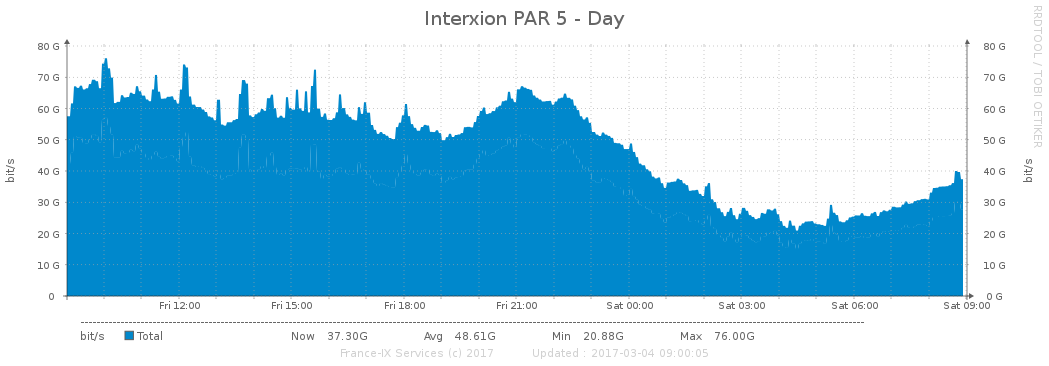 Interxion PAR 5 - Day
RRDTOOL / TOBI OETIKER
bit/s
80 G 80 G
70 G 70 G
60 G 60 G
50 G 50 G
40 G 40 G
30 G 30 G
20 G 20 G
10 G 10 G
0 0 G
bit/s
Fri 12:00 Fri 15:00 Fri 18:00 Fri 21:00 Sat 00:00 Sat 03:00 Sat 06:00 Sat 09:00
bit/s Total Now 37.30G Avg 48.61G Min 20.88G Max 76.00G
France-IX Services (c) 2017 Updated : 2017-03-04 09:00:05